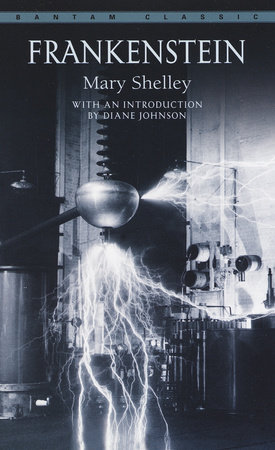 BANTAM CLASSIC
FRANKENSTEIN
Mary Shelley
WITH AN INTRODUCTION
BY DIANE JOHNSON